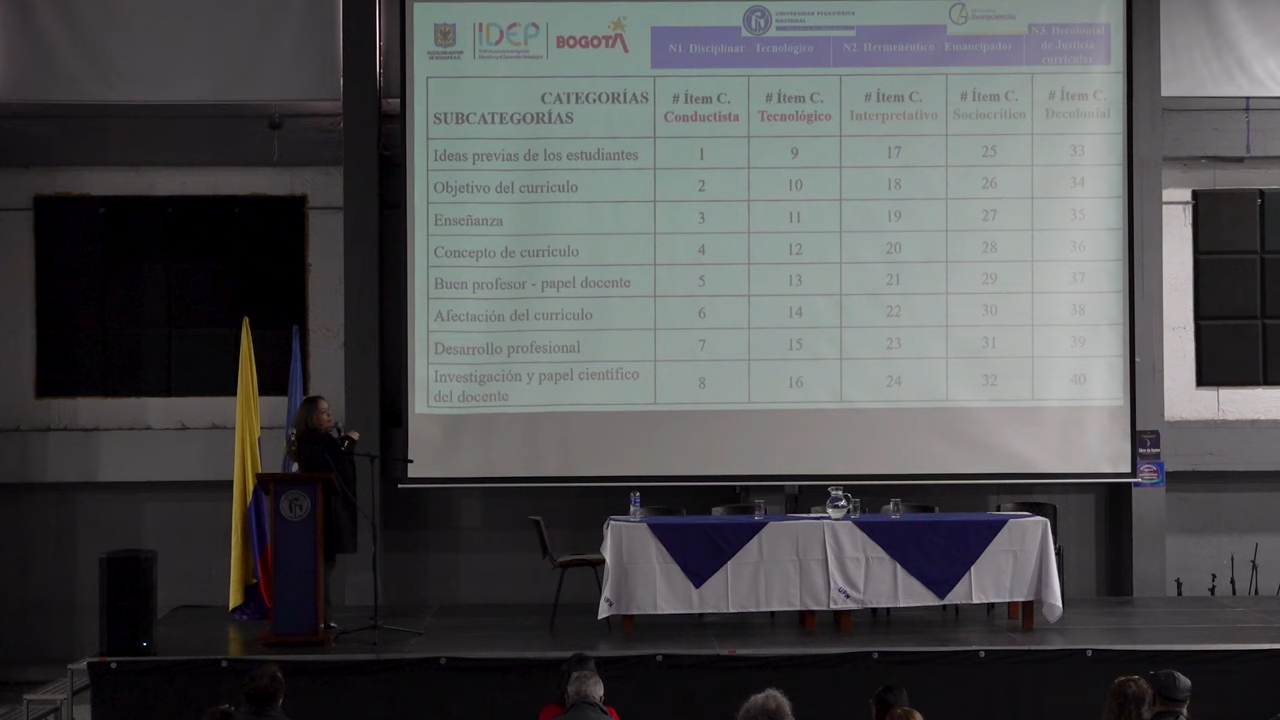 IDEP
BOGOTÁ
UNIVERSIDAD PEDAGÓGICA
NACIONAL
N1. Disciplinar - Tecnológico
N2. Hermenéutico - Emancipador
N3. Decolonial
de Justicia
curricular
CATEGORÍAS
SUBCATEGORÍAS
# Ítem C.
Conductista
# Ítem C.
Tecnológico
# Ítem C.
Interpretativo
# Ítem C.
Sociocrítico
# Ítem C.
Decolonial
Ideas previas de los estudiantes 1 9 17 25 33
Objetivo del currículo 2 10 18 26 34
Enseñanza 3 11 19 27 35
Concepto de currículo 4 12 20 28 36
Buen profesor - papel docente 5 13 21 29 37
Afectación del currículo 6 14 22 30 38
Desarrollo profesional 7 15 23 31 39
Investigación y papel científico
del docente 8 16 24 32 40
UPN
UPN